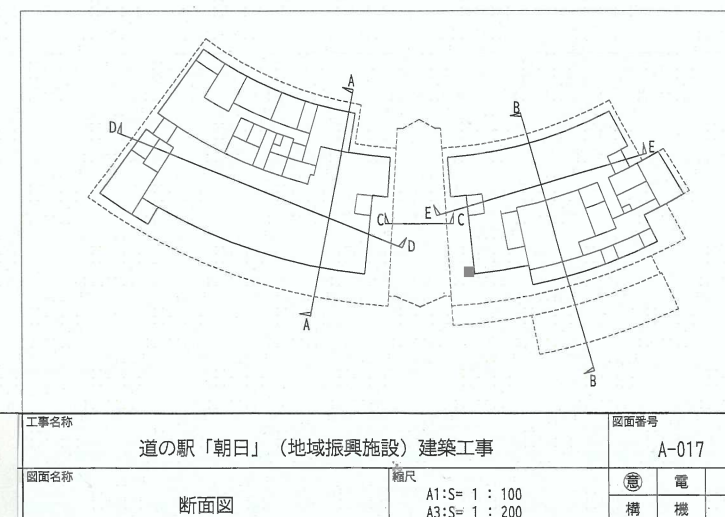 A
B
D
E
C
E
C
D
A
B
工事名称
道の駅「朝日」（地域振興施設）建築工事
図面番号
A-017
図面名称
断面図
縮尺
A1:S= 1 : 100
A3:S= 1 : 200
意 電
構 機